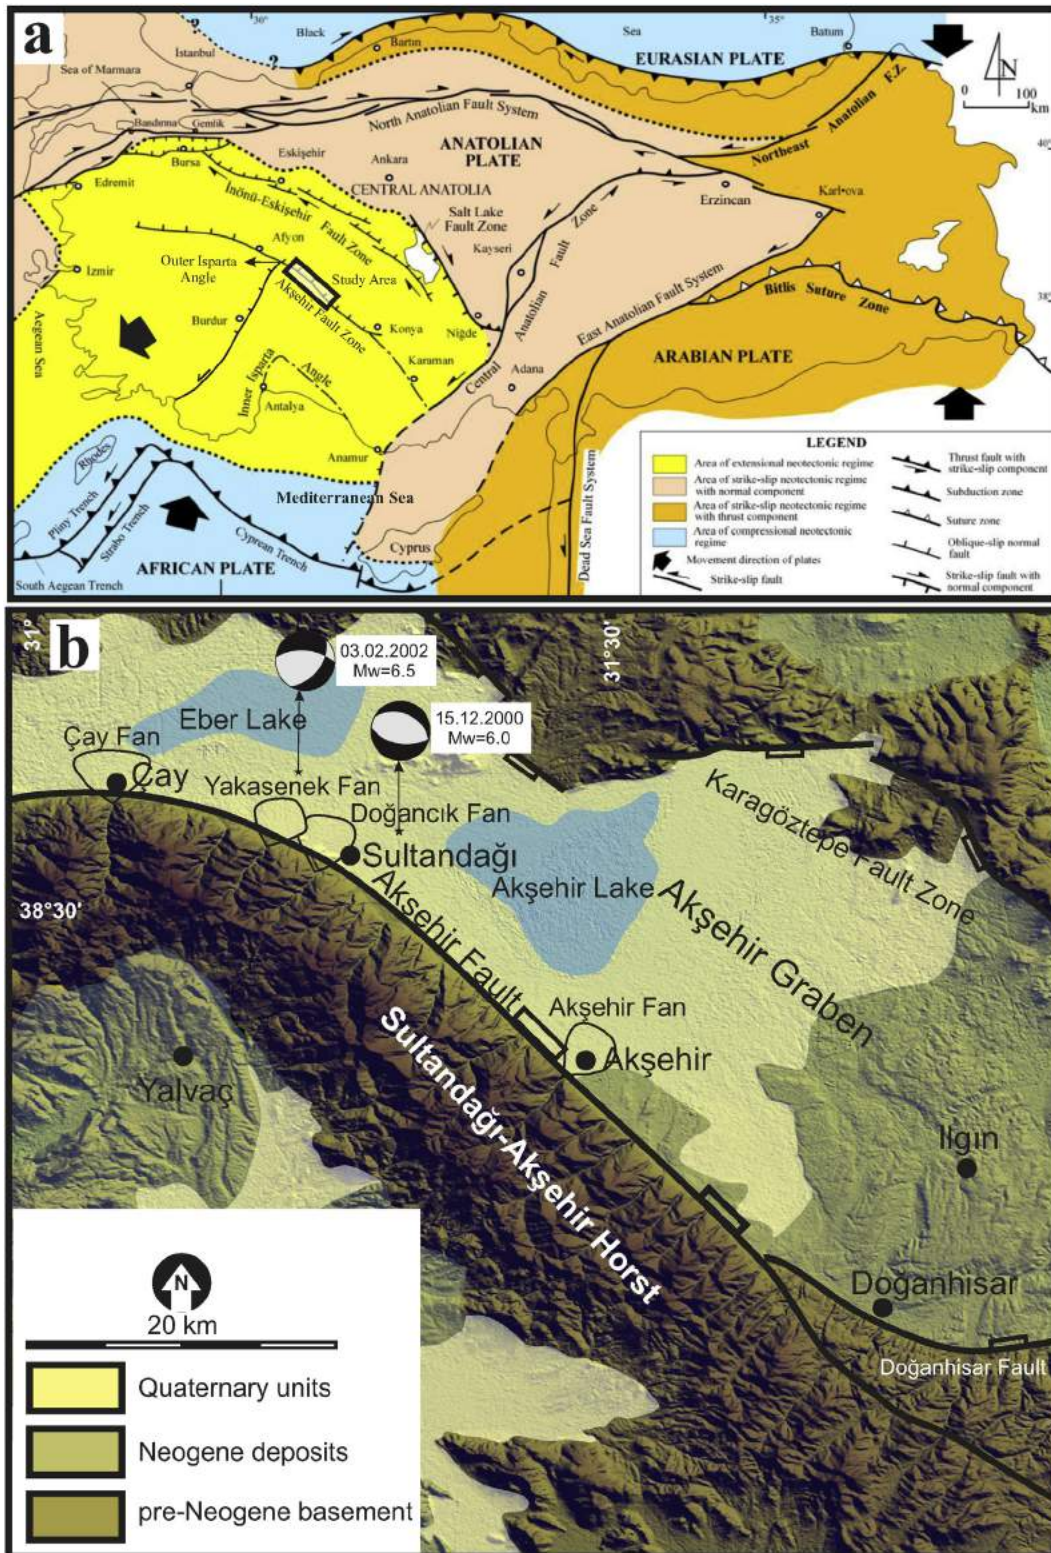 a
30°
35°
?
?
Black
Sea
Bartın
Batum
İstanbul
EURASIAN PLATE
N
0 100
km
Sea of Marmara
North Anatolian Fault System
Northeast Anatolian F.Z.
Bandırma
Gemlik
ANATOLIAN
PLATE
40°
Bursa
Eskişehir
Ankara
Edremit
CENTRAL ANATOLIA
Erzincan
Karl•ova
İnönü-Eskişehir Fault Zone
Salt Lake
Fault Zone
Kayseri
Afyon
Outer Isparta
Angle
Study Area
İzmir
Akşehir Fault Zone
Central Anatolian Fault Zone
East Anatolian Fault System
Bitlis Suture Zone
38°
Aegean Sea
Burdur
Konya
Niğde
Karaman
ARABIAN PLATE
Inner Isparta Angle
Adana
Antalya
Anamur
Rhodes
Mediterranean Sea
Pliny Trench
Strabo Trench
Cyprean Trench
Cyprus
Dead Sea Fault System
South Aegean Trench
AFRICAN PLATE
LEGEND
Area of extensional neotectonic regime
Area of strike-slip neotectonic regime
with normal component
Area of strike-slip neotectonic regime
with thrust component
Area of compressional neotectonic
regime
Movement direction of plates
Strike-slip fault
Thrust fault with
strike-slip component
Subduction zone
Suture zone
Oblique-slip normal
fault
Strike-slip fault with
normal component
b
31°
31°30'
03.02.2002
Mw=6.5
15.12.2000
Mw=6.0
Eber Lake
Çay Fan
Çay
Yakasenek Fan
Doğancık Fan
Sultandağı
Karagöztepe Fault Zone
Akşehir Lake
Akşehir Graben
38°30'
Akşehir Fault
Akşehir Fan
Akşehir
Yalvaç
Sultandağı-Akşehir Horst
Ilgın
Doğanhisar
Doğanhisar Fault
N
20 km
Quaternary units
Neogene deposits
pre-Neogene basement